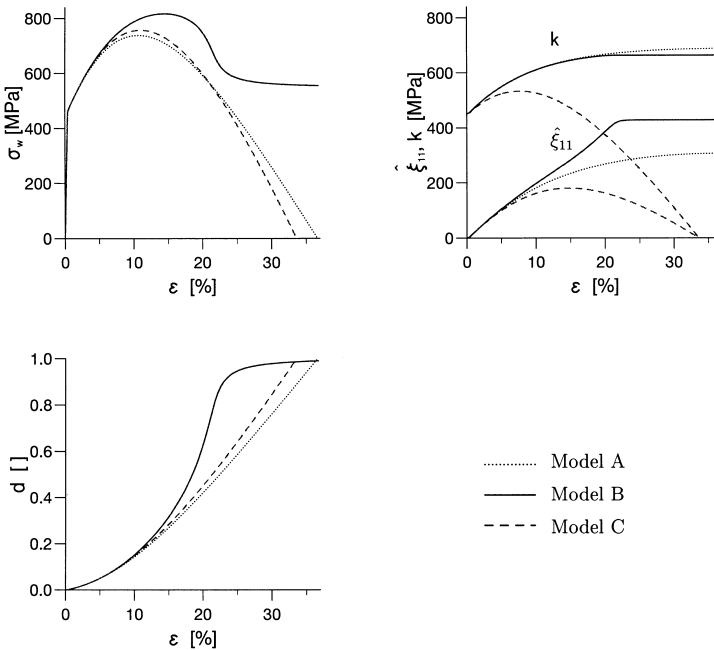 800
600
400
200
0
σw [MPa]
0 10 20 30
ε [%]
800
600
400
200
0
ξ̂11, k [MPa]
k
ξ̂11
0 10 20 30
ε [%]
1.0
0.8
0.6
0.4
0.2
0.0
d [ ]
0 10 20 30
ε [%]
Model A
Model B
Model C